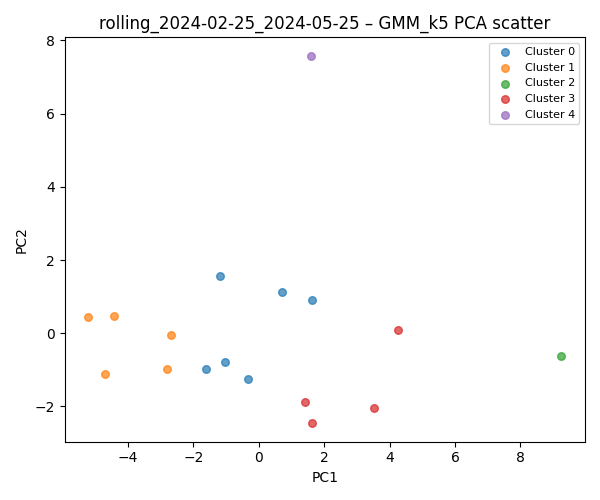 rolling_2024-02-25_2024-05-25 – GMM_k5 PCA scatter
8
6
4
2
0
−2
PC2
−4
−2
0
2
4
6
8
PC1
Cluster 0
Cluster 1
Cluster 2
Cluster 3
Cluster 4